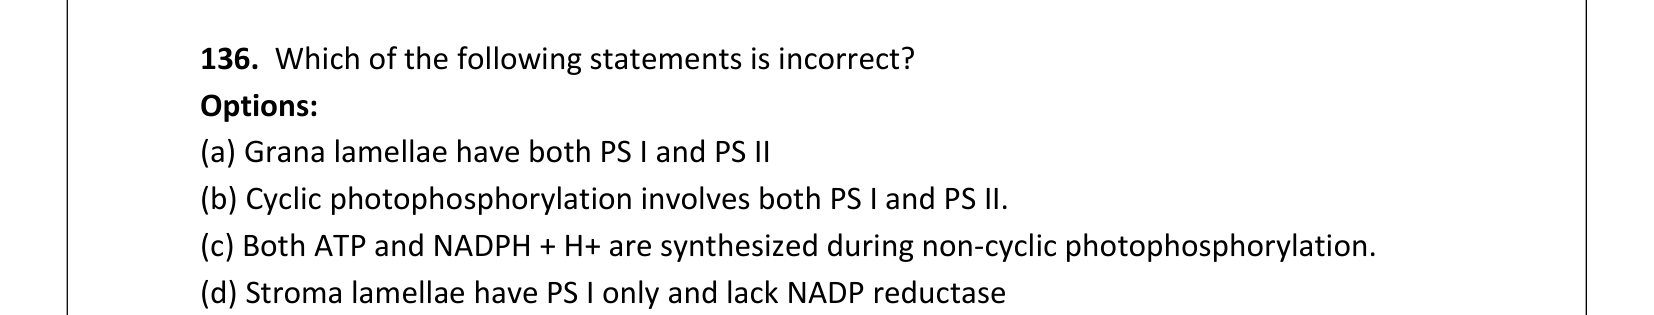 136. Which of the following statements is incorrect?
Options:
(a) Grana lamellae have both PS I and PS II
(b) Cyclic photophosphorylation involves both PS I and PS II.
(c) Both ATP and NADPH + H+ are synthesized during non-cyclic photophosphorylation.
(d) Stroma lamellae have PS I only and lack NADP reductase